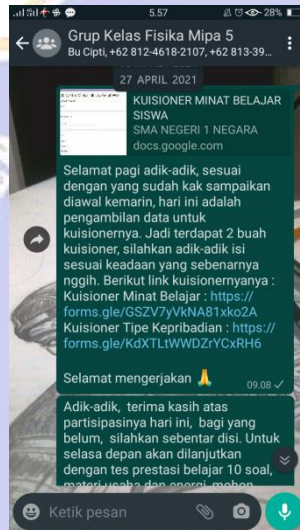 5.57
28%
Grup Kelas Fisika Mipa 5
Bu Cipti, +62 812-4618-2107, +62 813-39...
27 APRIL 2021
KUISIONER MINAT BELAJAR
SISWA
SMA NEGERI 1 NEGARA
docs.google.com
Selamat pagi adik-adik, sesuai
dengan yang sudah kak sampaikan
diawal kemarin, hari ini adalah
pengambilan data untuk
kuisionernya. Jadi terdapat 2 buah
kuisioner, silahkan adik-adik isi
sesuai keadaan yang sebenarnya
nggih. Berikut link kuisionernyanya :
Kuisioner Minat Belajar : https://
forms.gle/GSZV7yVkNA81xko2A
Kuisioner Tipe Kepribadian : https://
forms.gle/KdXTLtWWDZrYCxRH6
Selamat mengerjakan 🙏
09.08
Adik-adik, terima kasih atas
partisipasinya hari ini, bagi yang
belum, silahkan sebentar disi. Untuk
selasa depan akan dilanjutkan
dengan tes prestasi belajar 10 soal,
materi usaha dan energi, mohon
Ketik pesan